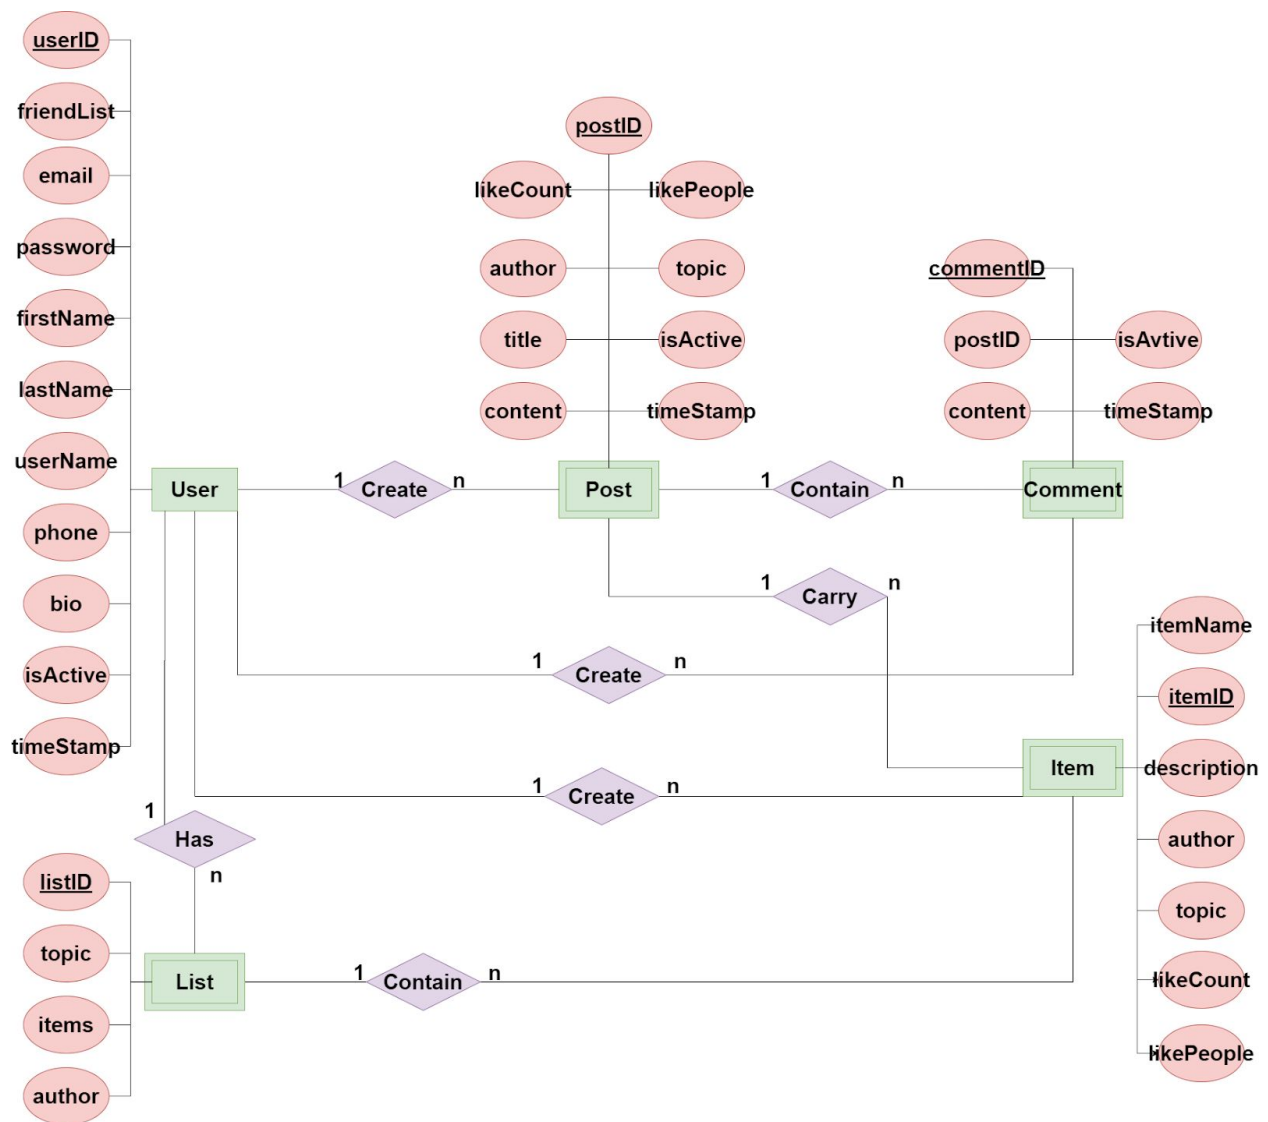 userID
friendList
email
password
firstName
lastName
userName
phone
bio
isActive
timeStamp
postID
likeCount
likePeople
author
topic
title
isActive
content
timeStamp
commentID
postID
isAvtive
content
timeStamp
User
1
Create
n
Post
1
Contain
n
Comment
1
Carry
n
1
Create
n
1
Create
n
Item
itemName
itemID
description
author
topic
likeCount
likePeople
1
Has
n
listID
topic
items
author
List
1
Contain
n